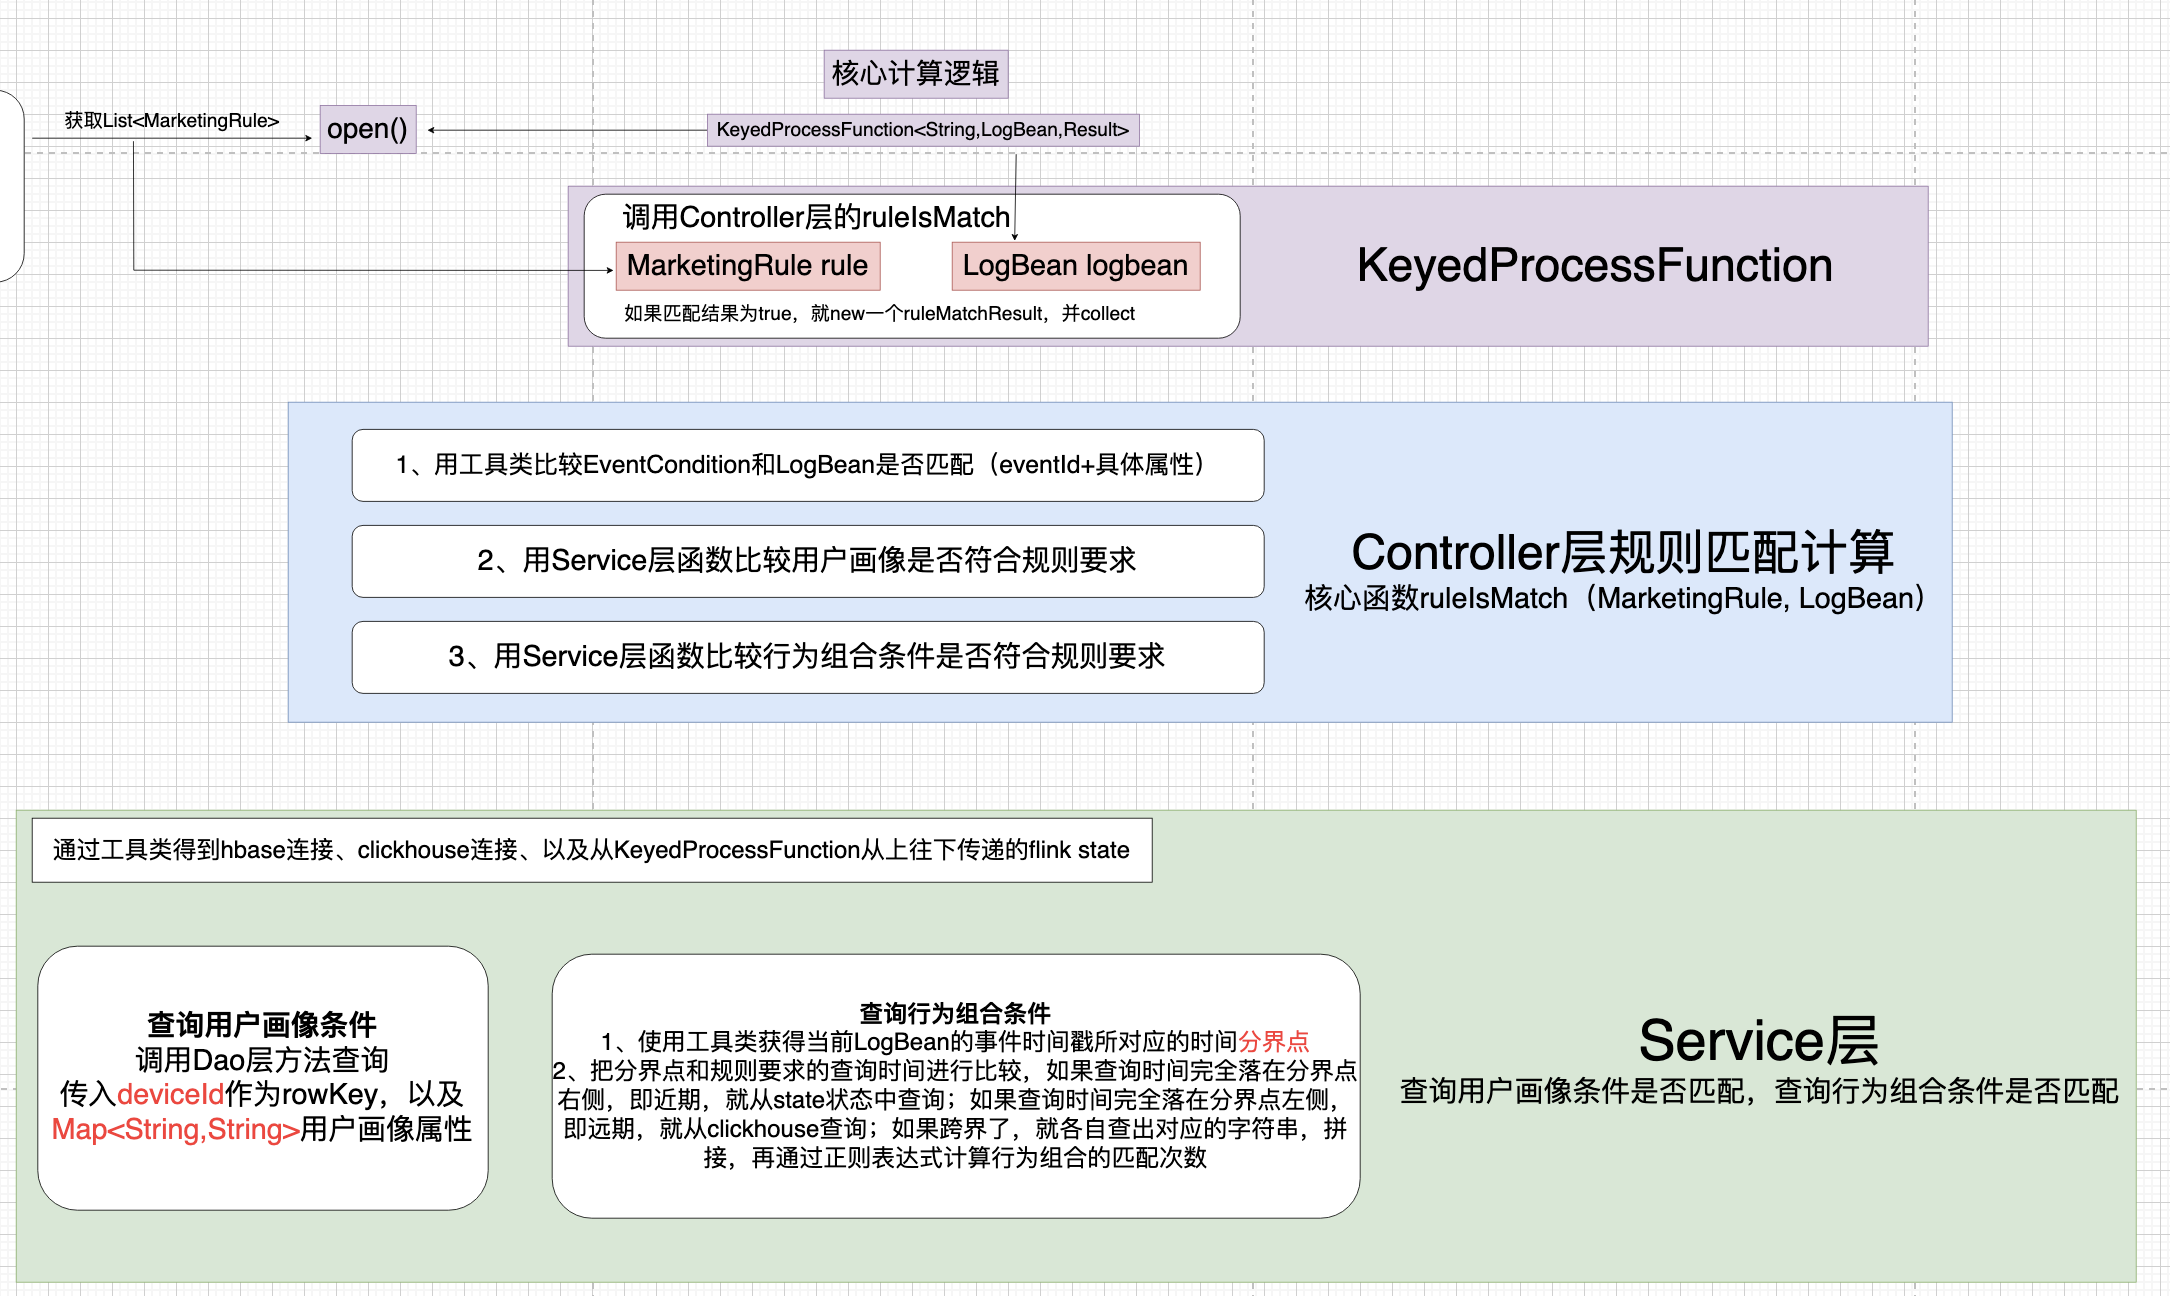 核心计算逻辑
获取List<MarketingRule>
open()
KeyedProcessFunction<String,LogBean,Result>
调用Controller层的ruleIsMatch
MarketingRule rule
LogBean logbean
如果匹配结果为true，就new一个ruleMatchResult，并collect
KeyedProcessFunction
1、用工具类比较EventCondition和LogBean是否匹配（eventId+具体属性）
2、用Service层函数比较用户画像是否符合规则要求
3、用Service层函数比较行为组合条件是否符合规则要求
Controller层规则匹配计算
核心函数ruleIsMatch（MarketingRule, LogBean）
通过工具类得到hbase连接、clickhouse连接、以及从KeyedProcessFunction从上往下传递的flink state
查询用户画像条件
调用Dao层方法查询
传入deviceId作为rowKey，以及
Map<String,String>用户画像属性
查询行为组合条件
1、使用工具类获得当前LogBean的事件时间戳所对应的时间分界点
2、把分界点和规则要求的查询时间进行比较，如果查询时间完全落在分界点
右侧，即近期，就从state状态中查询；如果查询时间完全落在分界点左侧，
即远期，就从clickhouse查询；如果跨界了，就各自查出对应的字符串，拼
接，再通过正则表达式计算行为组合的匹配次数
Service层
查询用户画像条件是否匹配，查询行为组合条件是否匹配